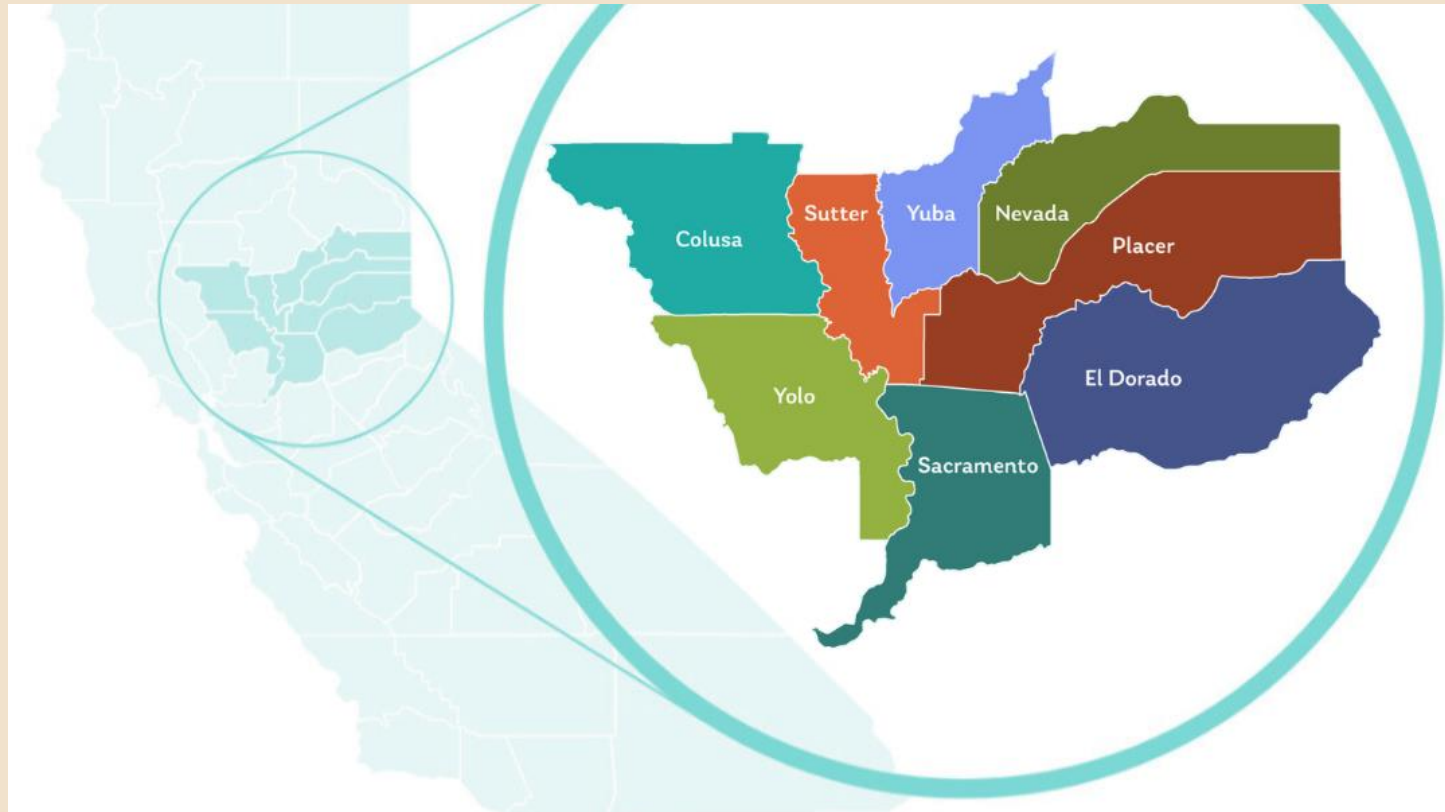 Colusa
Sutter
Yuba
Nevada
Placer
Yolo
El Dorado
Sacramento